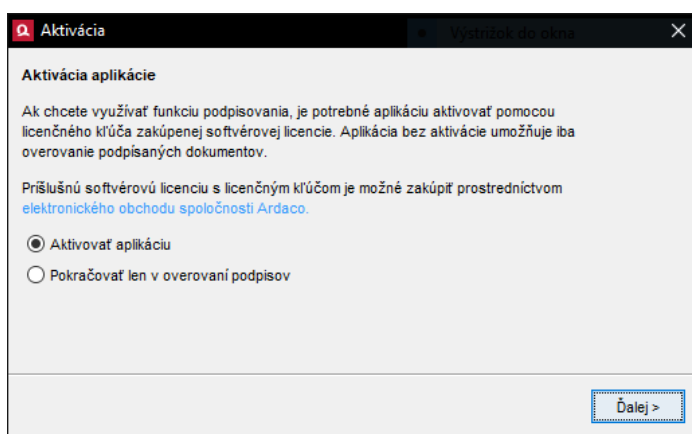 Aktivácia
Výstrižok do okna
Aktivácia aplikácie
Ak chcete využívať funkciu podpisovania, je potrebné aplikáciu aktivovať pomocou
licenčného kľúča zakúpenej softvérovej licencie. Aplikácia bez aktivácie umožňuje iba
overovanie podpísaných dokumentov.
Príslušnú softvérovú licenciu s licenčným kľúčom je možné zakúpiť prostredníctvom
elektronického obchodu spoločnosti Ardaco.
Aktivovať aplikáciu
Pokračovať len v overovaní podpisov
Ďalej >